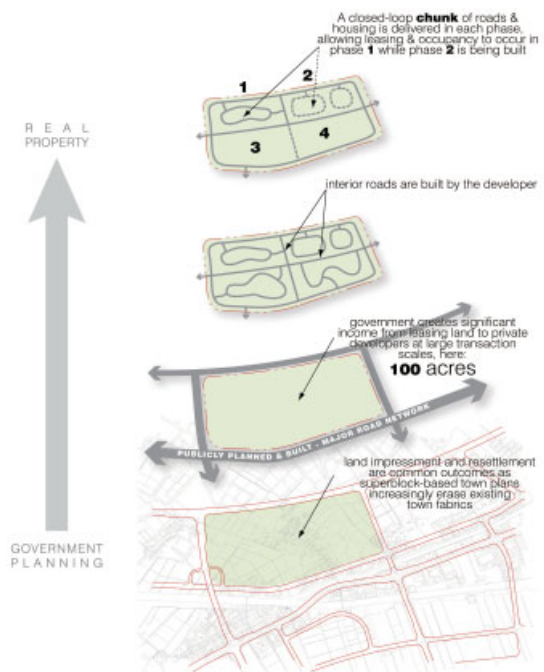 A closed-loop chunk of roads &
housing is delivered in each phase,
allowing leasing & occupancy to occur in
phase 1 while phase 2 is being built
1
2
3
4
REAL
PROPERTY
interior roads are built by the developer
government creates significant
income from leasing land to private
developers at large transaction
scales, here:
100 acres
PUBLICLY PLANNED & BUILT - MAJOR ROAD NETWORK
land impressment and resettlement
are common outcomes as
superblock-based town plans
increasingly erase existing
town fabrics
GOVERNMENT
PLANNING